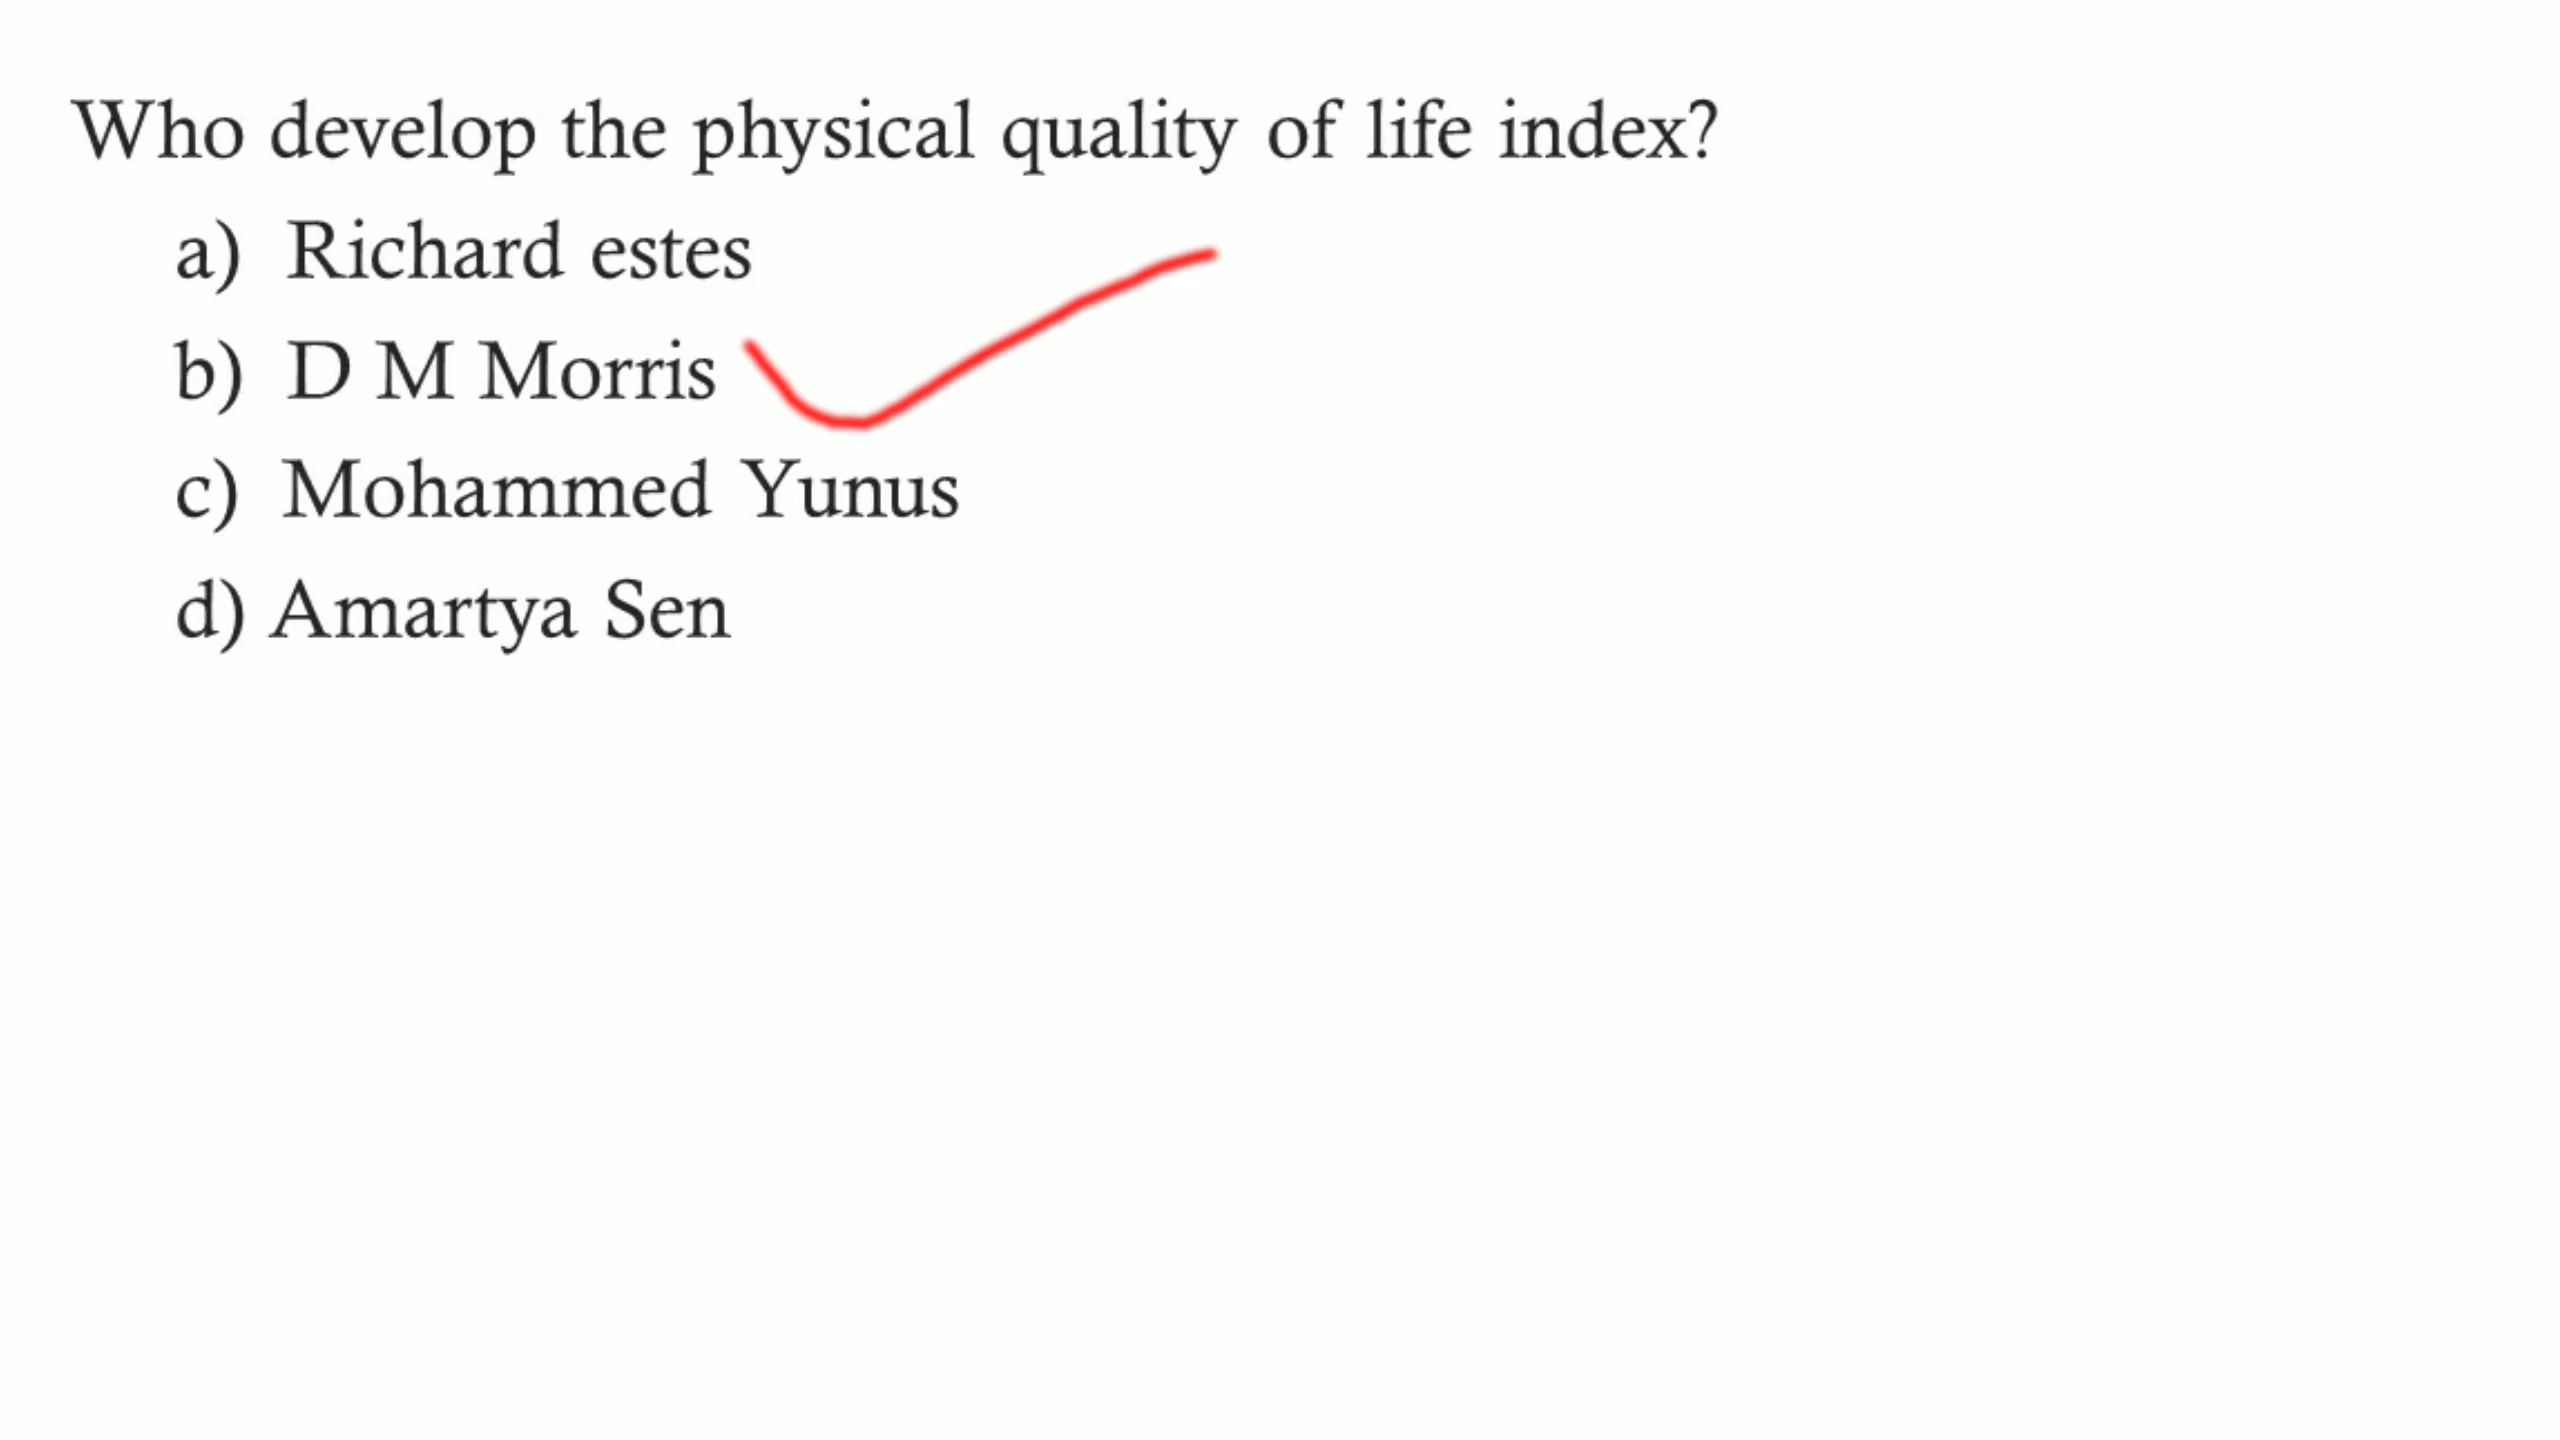 Who develop the physical quality of life index?
a) Richard estes
b) D M Morris
c) Mohammed Yunus
d) Amartya Sen